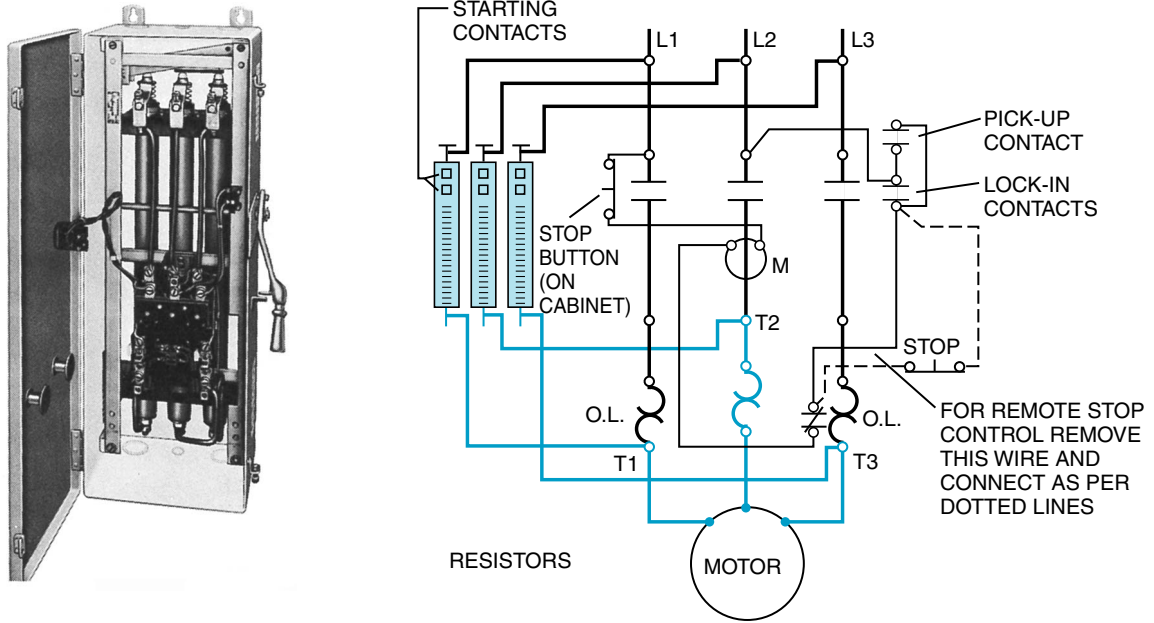 STARTING
CONTACTS
L1
L2
L3
PICK-UP
CONTACT
LOCK-IN
CONTACTS
STOP
BUTTON
(ON
CABINET)
M
T2
STOP
O.L.
O.L.
T1
T3
FOR REMOTE STOP
CONTROL REMOVE
THIS WIRE AND
CONNECT AS PER
DOTTED LINES
RESISTORS
MOTOR